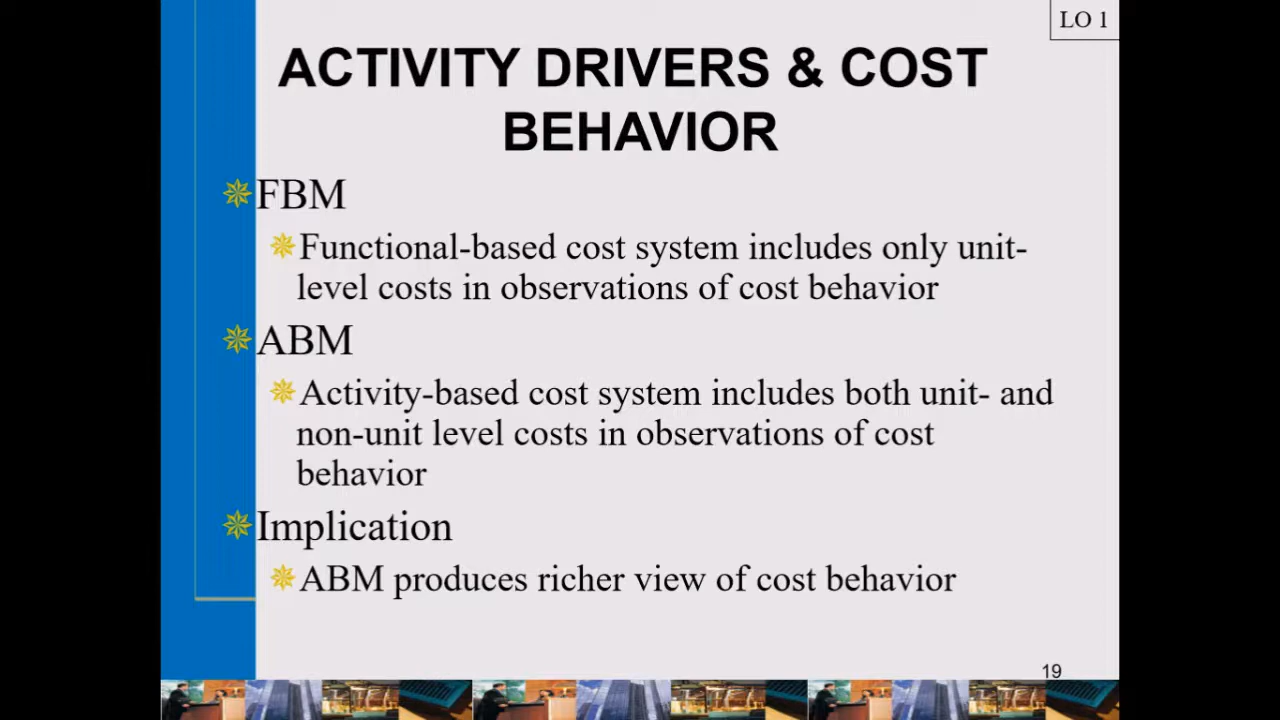 LO 1
ACTIVITY DRIVERS & COST
BEHAVIOR
FBM
Functional-based cost system includes only unit-
level costs in observations of cost behavior
ABM
Activity-based cost system includes both unit- and
non-unit level costs in observations of cost
behavior
Implication
ABM produces richer view of cost behavior
19